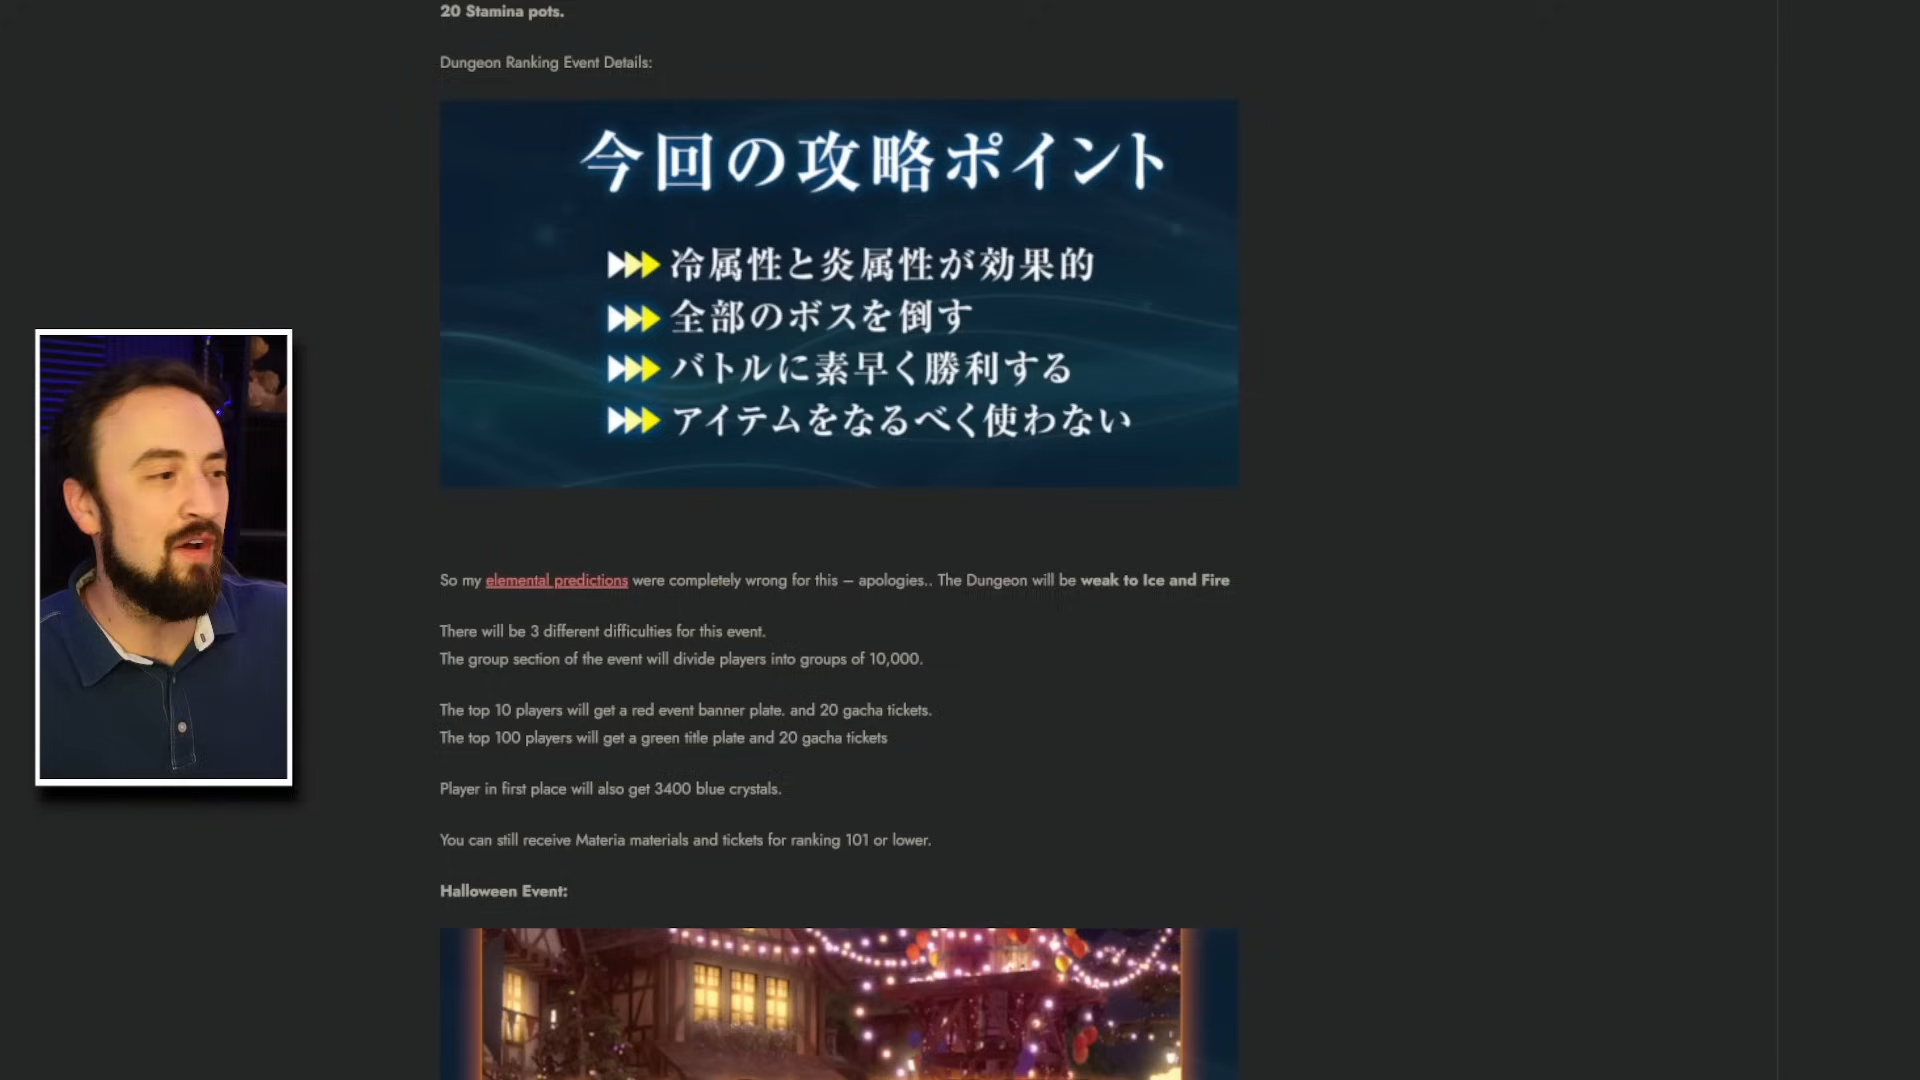 20 Stamina pots.
Dungeon Ranking Event Details:
今回の攻略ポイント
冷属性と炎属性が効果的
全部のボスを倒す
バトルに素早く勝利する
アイテムをなるべく使わない
So my elemental predictions were completely wrong for this – apologies.. The Dungeon will be weak to Ice and Fire
There will be 3 different difficulties for this event.
The group section of the event will divide players into groups of 10,000.
The top 10 players will get a red event banner plate. and 20 gacha tickets.
The top 100 players will get a green title plate and 20 gacha tickets
Player in first place will also get 3400 blue crystals.
You can still receive Materia materials and tickets for ranking 101 or lower.
Halloween Event: